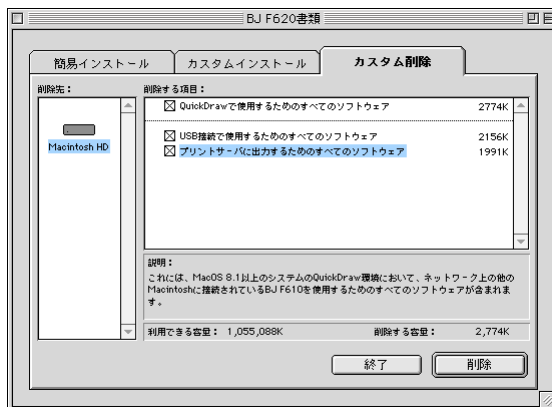 BJ F620書類
簡易インストール
カスタムインストール
カスタム削除
削除先：
Macintosh HD
削除する項目：
QuickDrawで使用するためのすべてのソフトウェア 2774K
USB接続で使用するためのすべてのソフトウェア 2156K
プリントサーバに出力するためのすべてのソフトウェア 1991K
説明：
これには、MacOS 8.1以上のシステムのQuickDraw環境において、ネットワーク上の他の
Macintoshに接続されているBJ F610を使用するためのすべてのソフトウェアが含まれま
す。
利用できる容量： 1,055,088K 削除する容量： 2,774K
終了
削除